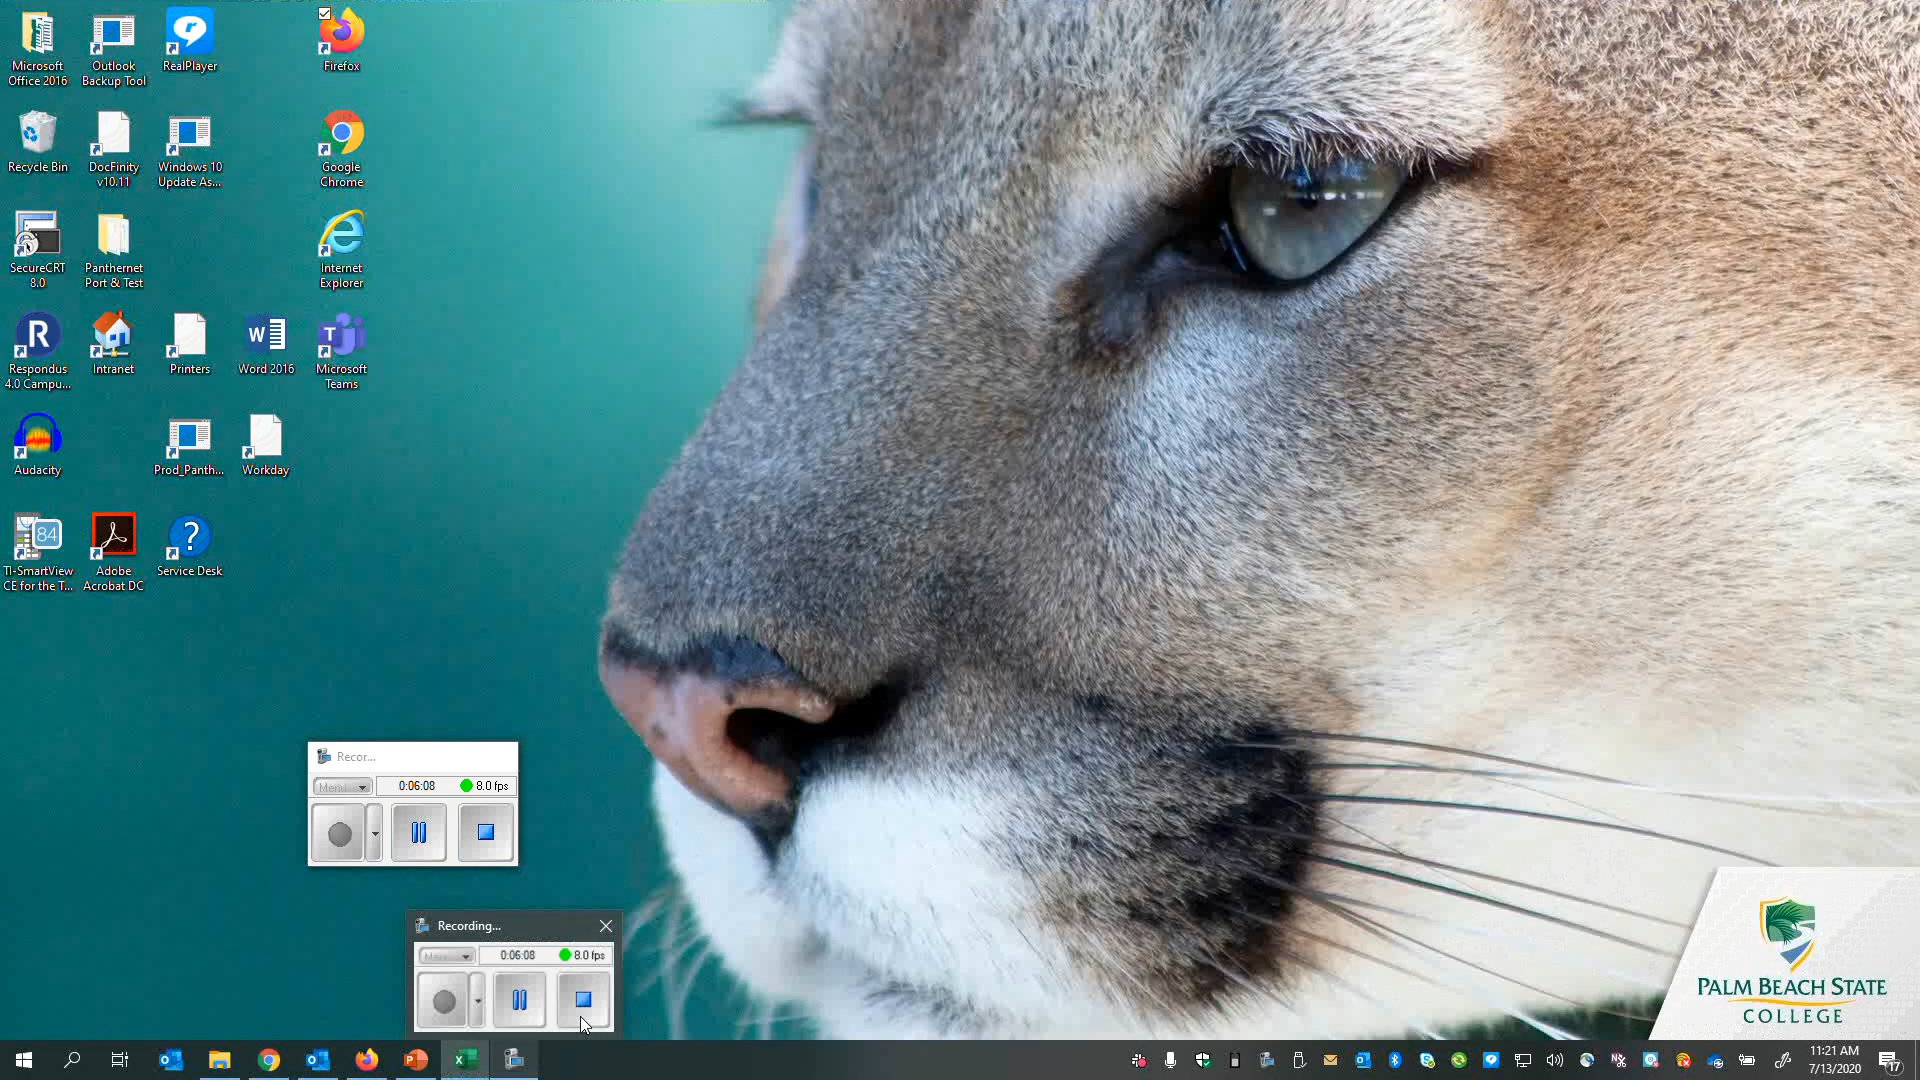 Microsoft
Office 2016
Outlook
Backup Tool
RealPlayer
Firefox
Recycle Bin
DocFinity
v10.11
Windows 10
Update As...
Google
Chrome
SecureCRT
8.0
Panthernet
Port & Test
Internet
Explorer
R
Respondus
4.0 Campu...
Intranet
Printers
W
Word 2016
T
Microsoft
Teams
Audacity
Prod_Panth...
Workday
84
TI-SmartView
CE for the T...
Adobe
Acrobat DC
?
Service Desk
Recor...
Menu
0:06:08
8.0 fps
Recording...
Menu
0:06:08
8.0 fps
PALM BEACH STATE
COLLEGE
11:21 AM
7/13/2020
17